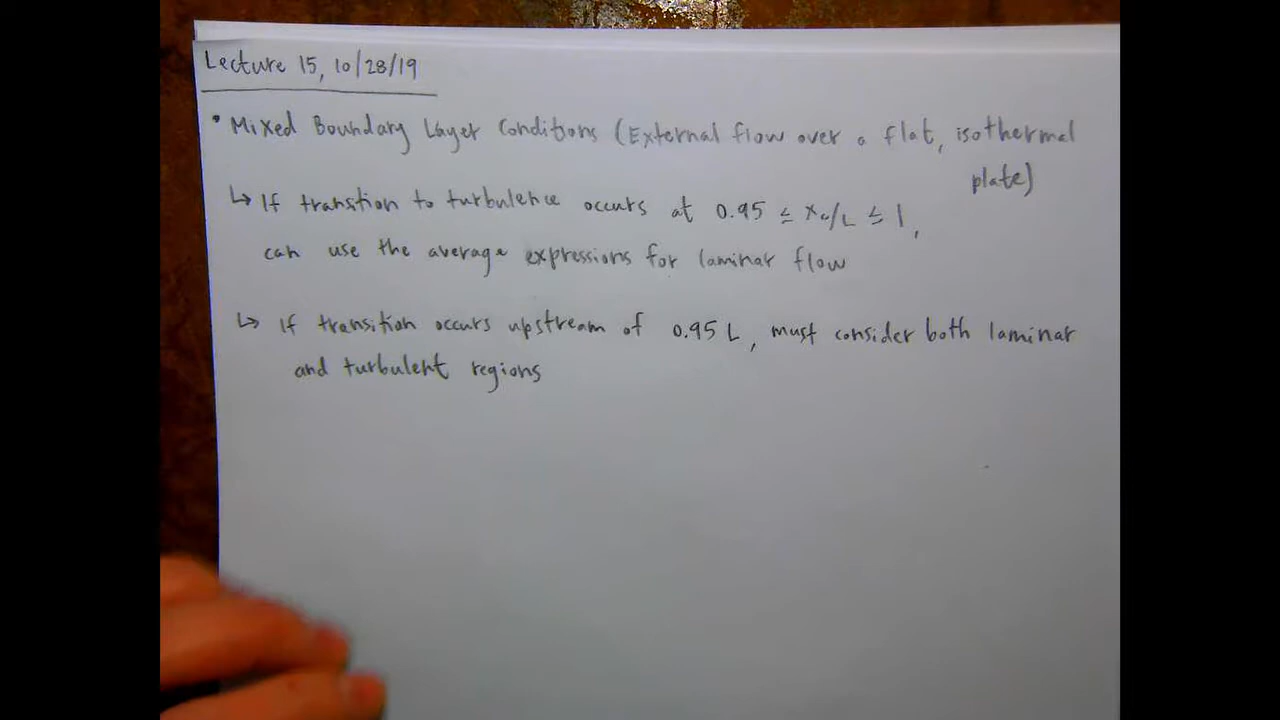 Lecture 15, 10/28/19
• Mixed Boundary Layer Conditions (External flow over a flat, isothermal
plate)
↳ If transtion to turbulence occurs at 0.95 ≤ xc/L ≤ 1,
can use the average expressions for laminar flow
↳ If transition occurs upstream of 0.95 L, must consider both laminar
and turbulent regions